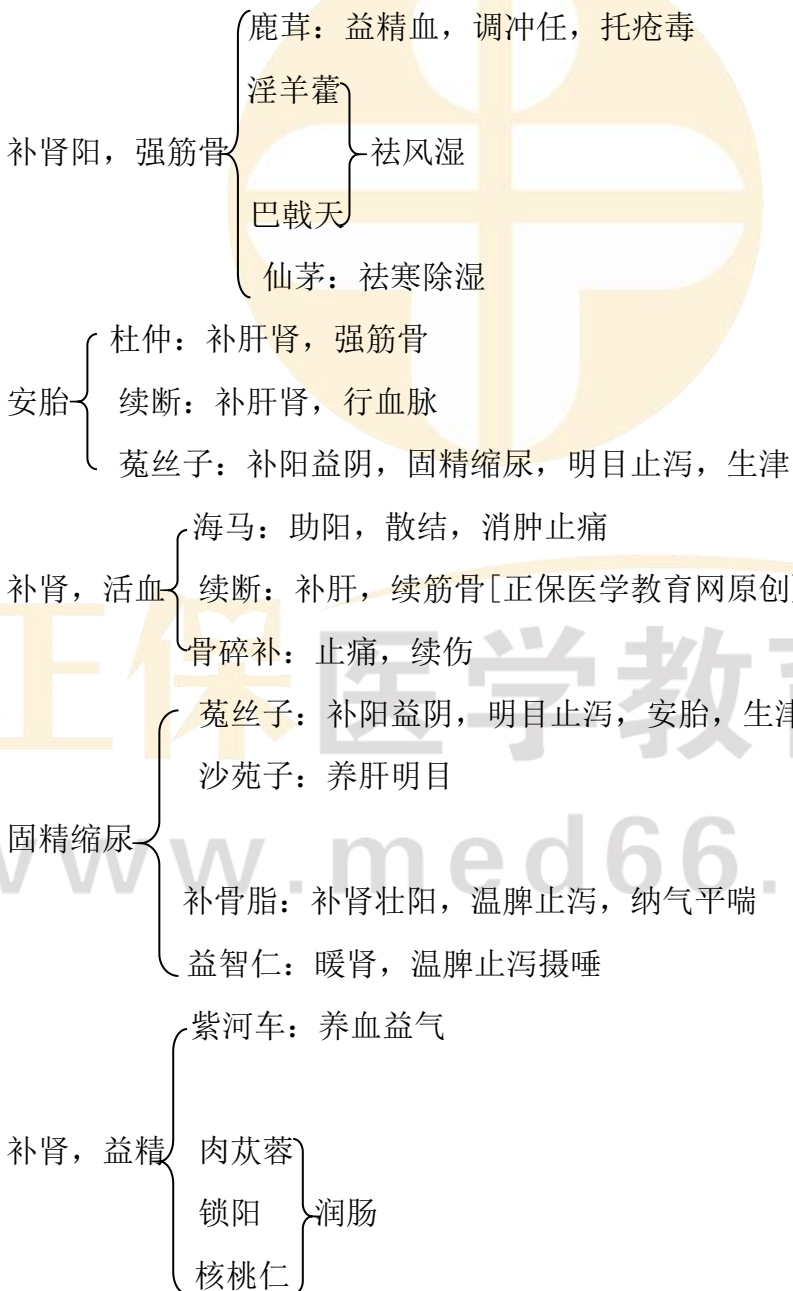 鹿茸：益精血，调冲任，托疮毒
淫羊藿
补肾阳，强筋骨
祛风湿
巴戟天
仙茅：祛寒除湿
杜仲：补肝肾，强筋骨
安胎
续断：补肝肾，行血脉
菟丝子：补阳益阴，固精缩尿，明目止泻，生津
海马：助阳，散结，消肿止痛
补肾，活血
续断：补肝，续筋骨[正保医学教育网原创]
骨碎补：止痛，续伤
正保医学教育
菟丝子：补阳益阴，明目止泻，安胎，生津
沙苑子：养肝明目
固精缩尿
www.med66.
补骨脂：补肾壮阳，温脾止泻，纳气平喘
益智仁：暖肾，温脾止泻摄唾
紫河车：养血益气
补肾，益精
肉苁蓉
锁阳
润肠
核桃仁